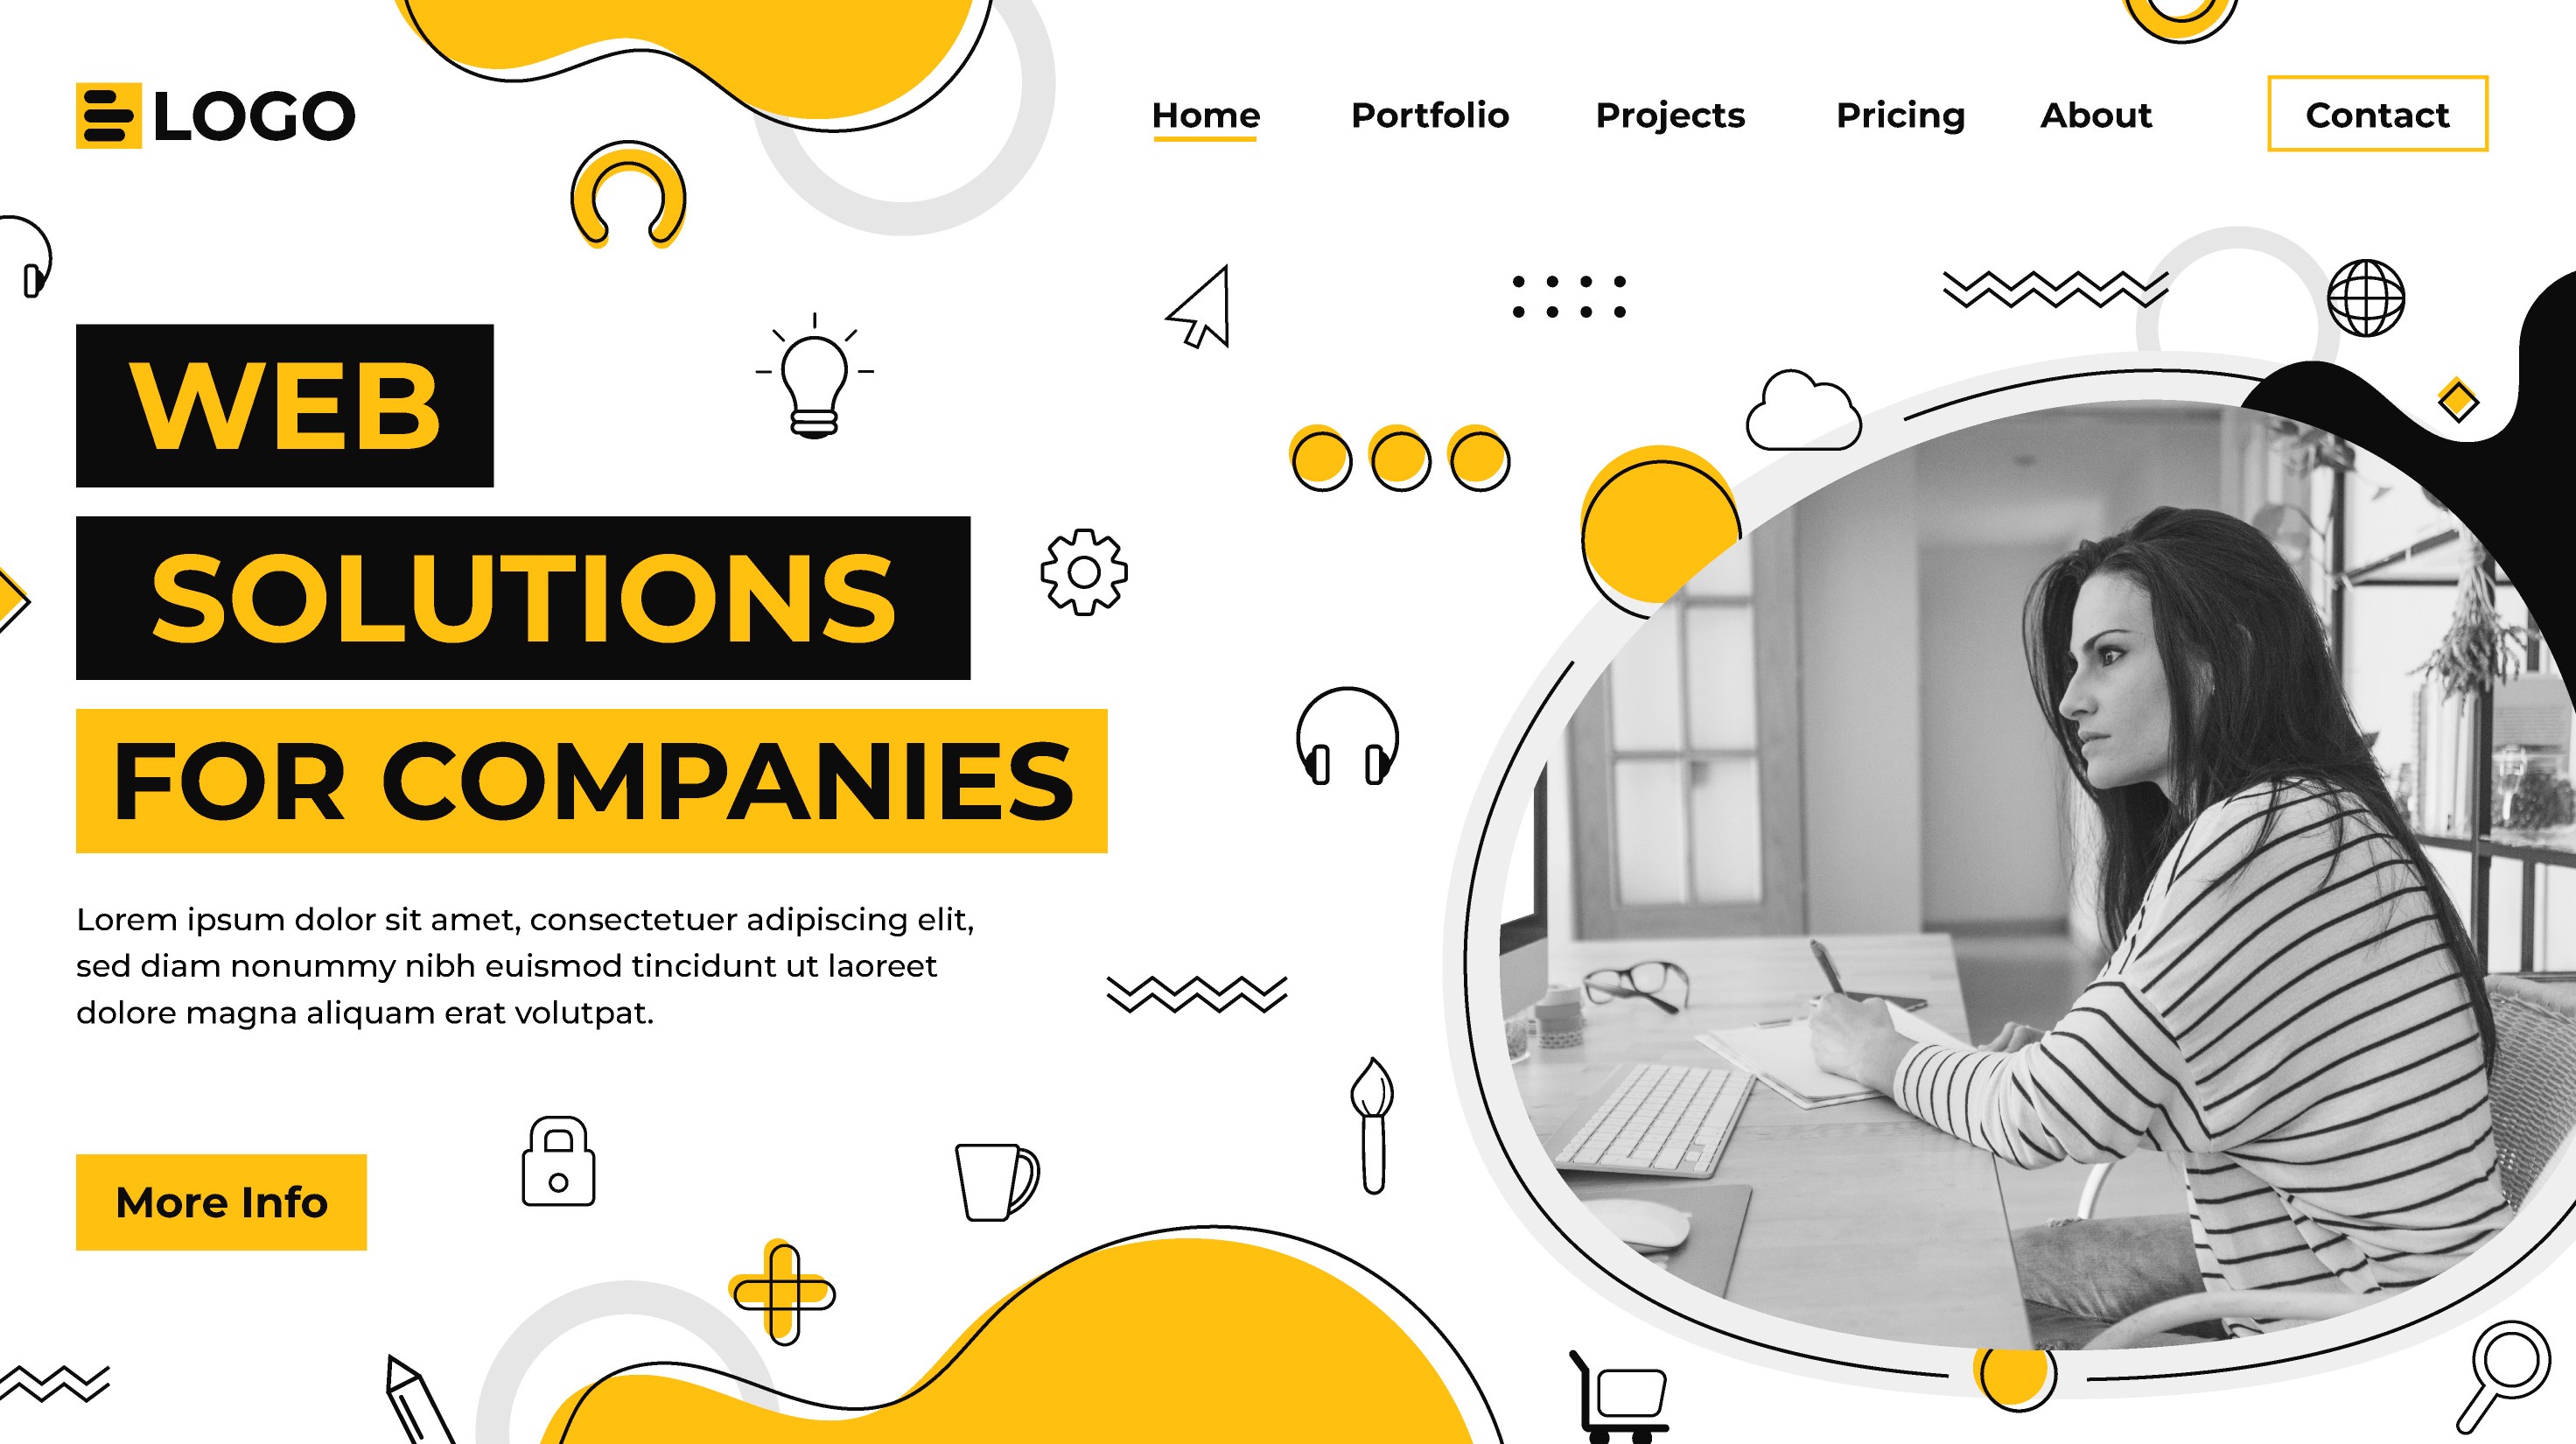 LOGO
Home Portfolio Projects Pricing About Contact
WEB
SOLUTIONS
FOR COMPANIES
Lorem ipsum dolor sit amet, consectetuer adipiscing elit,
sed diam nonummy nibh euismod tincidunt ut laoreet
dolore magna aliquam erat volutpat.
More Info